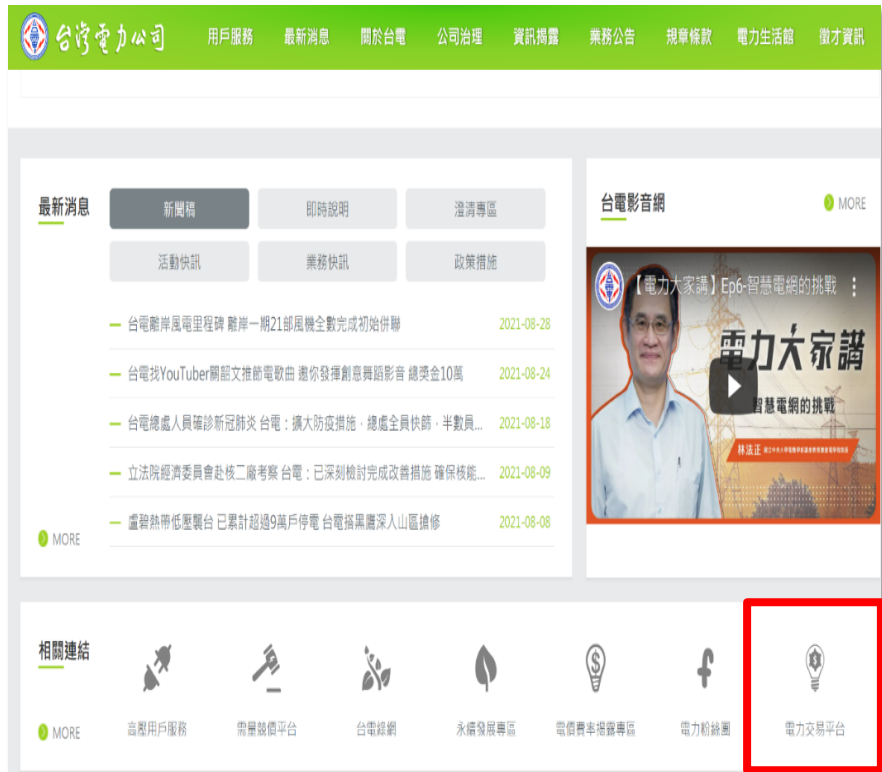 台灣電力公司 用戶服務 最新消息 關於台電 公司治理 資訊揭露 業務公告 規章條款 電力生活館 徵才資訊
最新消息
新聞稿 即時說明 澄清專區
活動快訊 業務快訊 政策措施
台電離岸風電里程碑 離岸一期21部風機全數完成初始併聯 2021-08-28
台電找YouTuber關韶文推節電歌曲 邀你發揮創意舞蹈影音 總獎金10萬 2021-08-24
台電總處人員確診新冠肺炎 台電：擴大防疫措施，總處全員快篩，半數員... 2021-08-18
立法院經濟委員會赴核二廠考察 台電：已深刻檢討完成改善措施 確保核能... 2021-08-09
盧碧熱帶低壓襲台 已累計超過9萬戶停電 台電搭黑鷹深入山區搶修 2021-08-08
MORE
台電影音網 MORE
【電力大家講】Ep6-智慧電網的挑戰
電力大家講
智慧電網的挑戰
林法正
相關連結
MORE
高壓用戶服務 需量競價平台 台電綠網 永續發展專區 電價費率揭露專區 電力粉絲團 電力交易平台